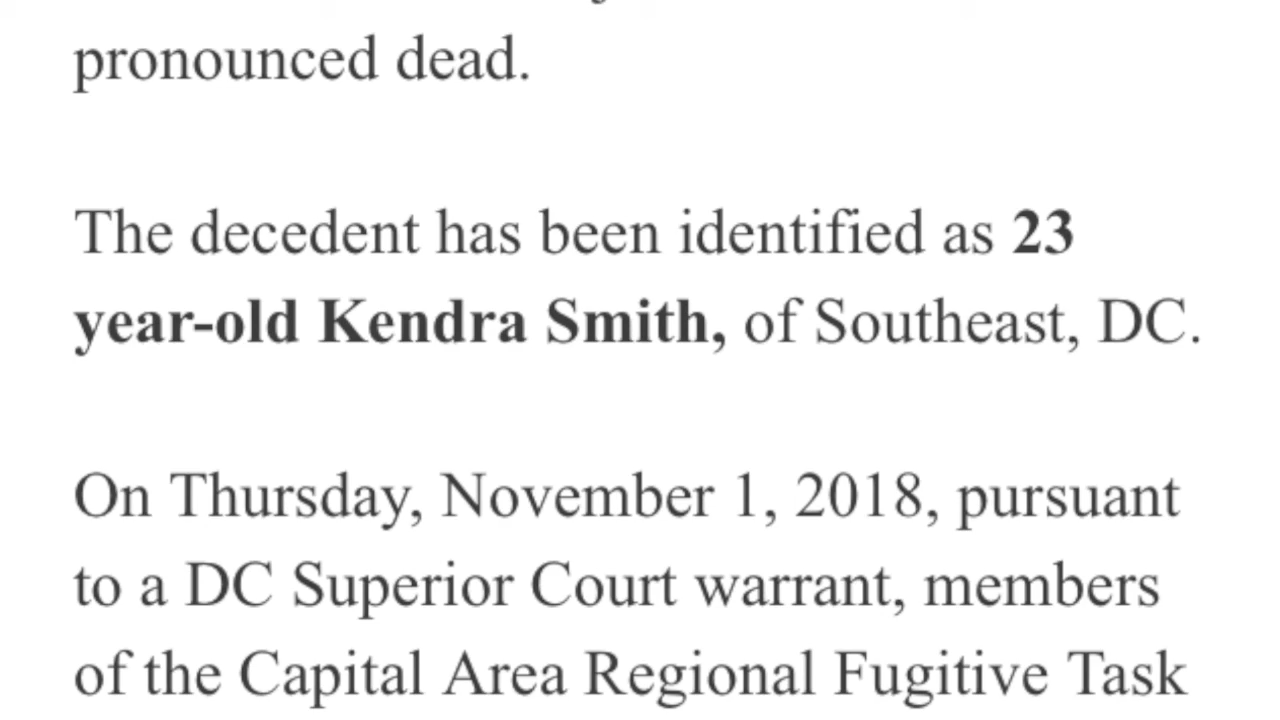 pronounced dead.
The decedent has been identified as 23
year-old Kendra Smith, of Southeast, DC.
On Thursday, November 1, 2018, pursuant
to a DC Superior Court warrant, members
of the Capital Area Regional Fugitive Task